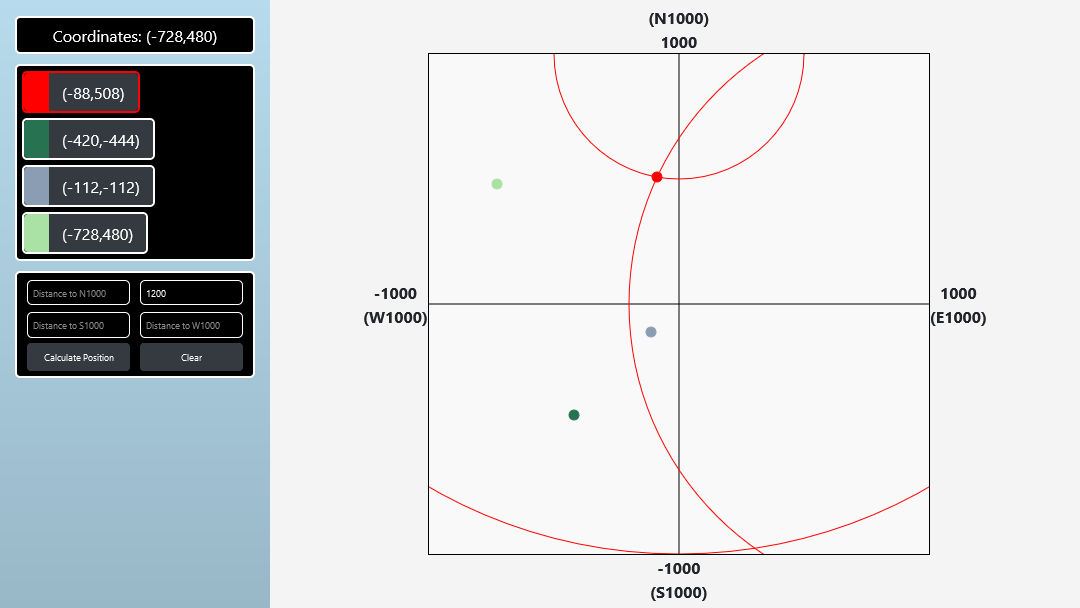 Coordinates: (-728,480)
(-88,508)
(-420,-444)
(-112,-112)
(-728,480)
Distance to N1000
1200
Distance to S1000
Distance to W1000
Calculate Position
Clear
(N1000)
1000
-1000
(W1000)
1000
(E1000)
-1000
(S1000)